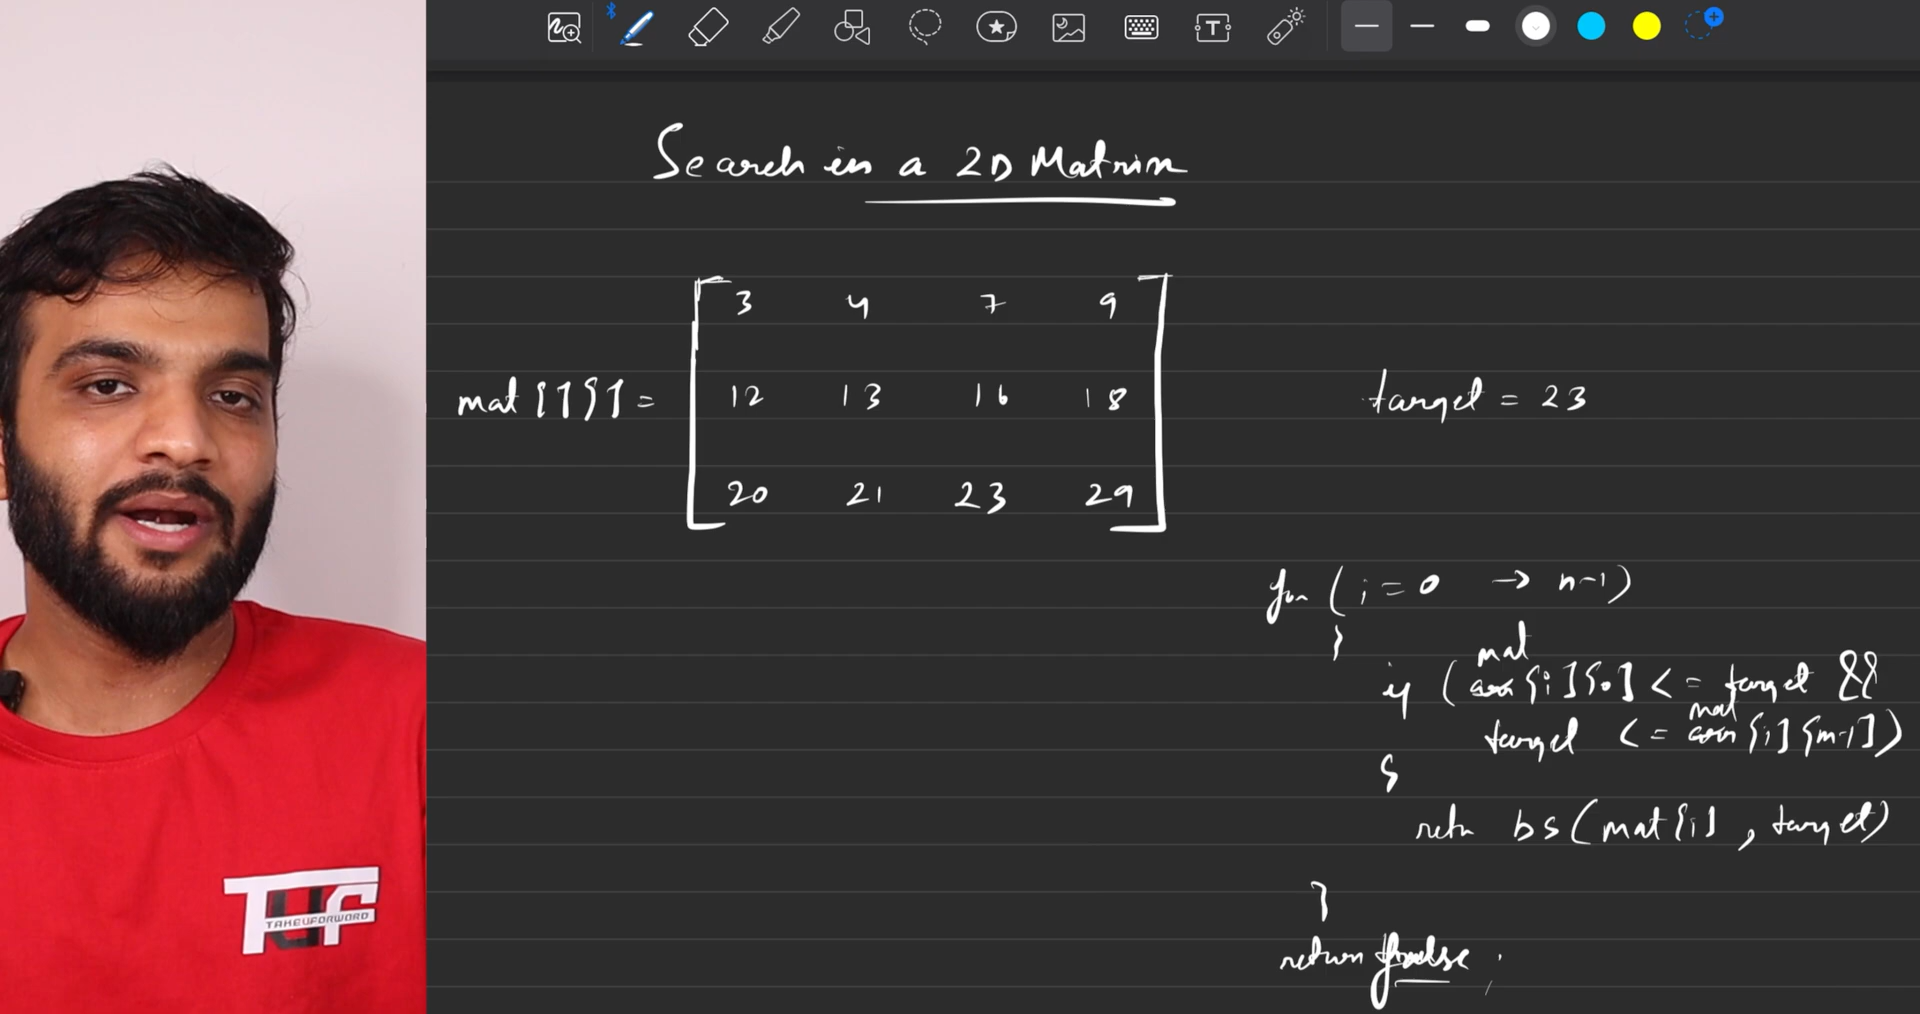 Search in a 2D Matrix
3 4 7 9
mat[][] = 12 13 16 18
target = 23
20 21 23 29
for (i = 0 → n-1)
{
mat
if (arr[i][0] <= target &&
mat
target <= arr[i][m-1])
{
retn bs(mat[i], target)
}
return false;
TUF
TAKEUFORWARD
T